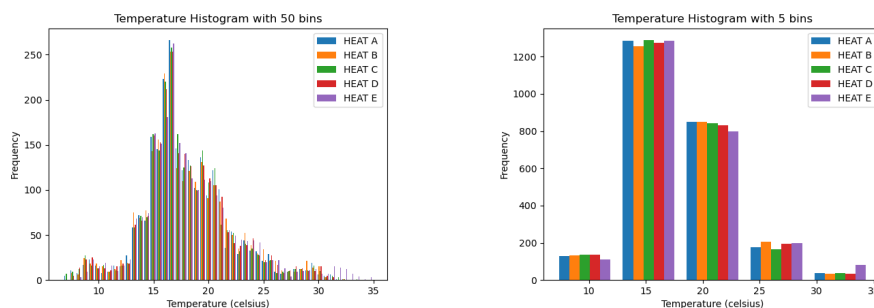 Temperature Histogram with 50 bins
HEAT A
HEAT B
HEAT C
HEAT D
HEAT E
250
200
150
100
50
0
Frequency
10 15 20 25 30 35
Temperature (celsius)
Temperature Histogram with 5 bins
HEAT A
HEAT B
HEAT C
HEAT D
HEAT E
1200
1000
800
600
400
200
0
Frequency
10 15 20 25 30
Temperature (celsius)